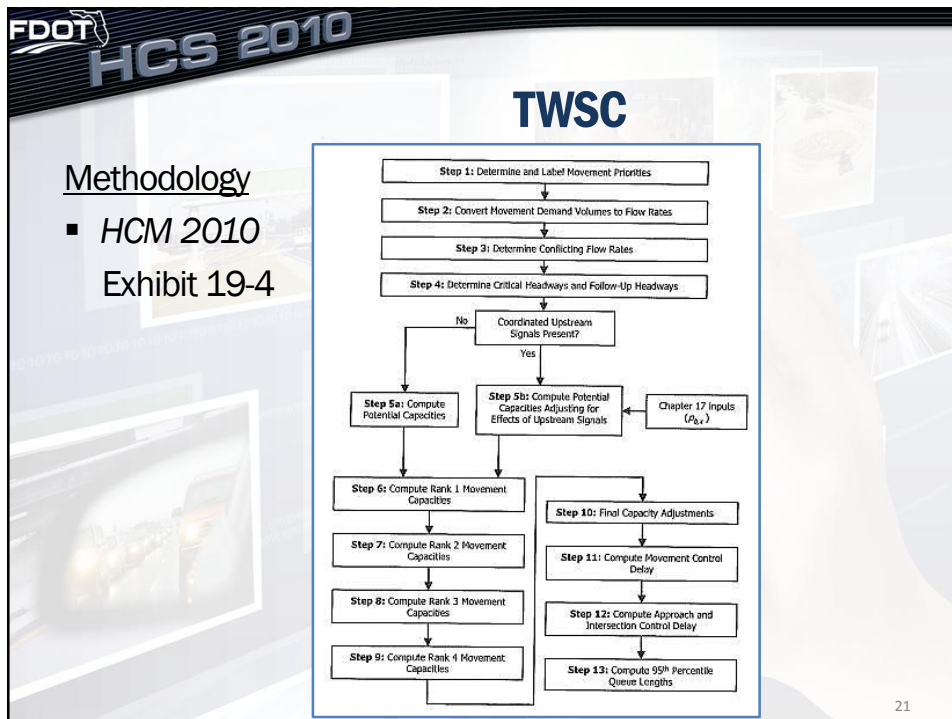 FDOT
HCS 2010
TWSC
Methodology
▪ HCM 2010
Exhibit 19-4
Step 1: Determine and Label Movement Priorities
Step 2: Convert Movement Demand Volumes to Flow Rates
Step 3: Determine Conflicting Flow Rates
Step 4: Determine Critical Headways and Follow-Up Headways
No
Coordinated Upstream
Signals Present?
Yes
Step 5a: Compute
Potential Capacities
Step 5b: Compute Potential
Capacities Adjusting for
Effects of Upstream Signals
Chapter 17 inputs
Step 6: Compute Rank 1 Movement
Capacities
Step 7: Compute Rank 2 Movement
Capacities
Step 8: Compute Rank 3 Movement
Capacities
Step 9: Compute Rank 4 Movement
Capacities
Step 10: Final Capacity Adjustments
Step 11: Compute Movement Control
Delay
Step 12: Compute Approach and
Intersection Control Delay
Step 13: Compute 95th Percentile
Queue Lengths
21